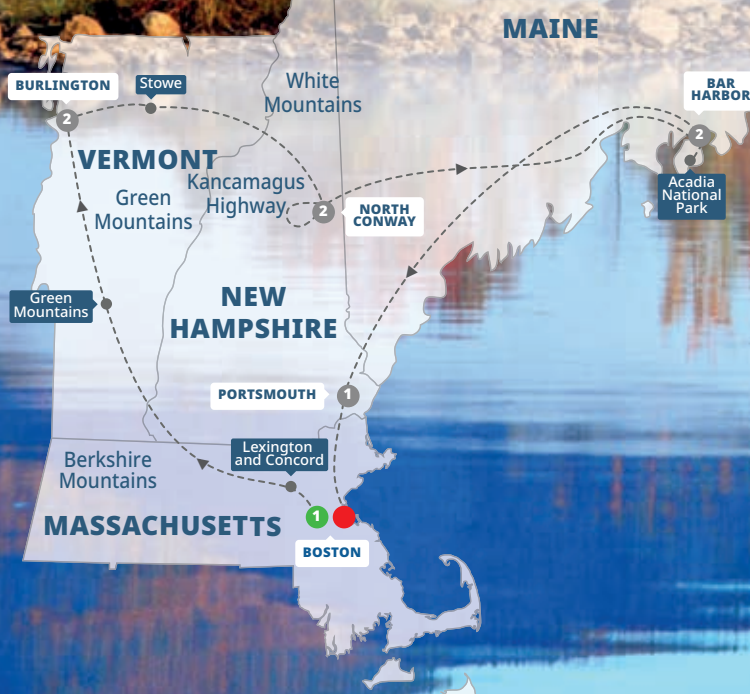 MAINE
BAR
HARBOR
BURLINGTON
Stowe
White
Mountains
2
2
VERMONT
Kancamagus
Highway
Green
Mountains
2
NORTH
CONWAY
Acadia
National
Park
Green
Mountains
NEW
HAMPSHIRE
PORTSMOUTH
1
Lexington
and Concord
Berkshire
Mountains
MASSACHUSETTS
1
BOSTON